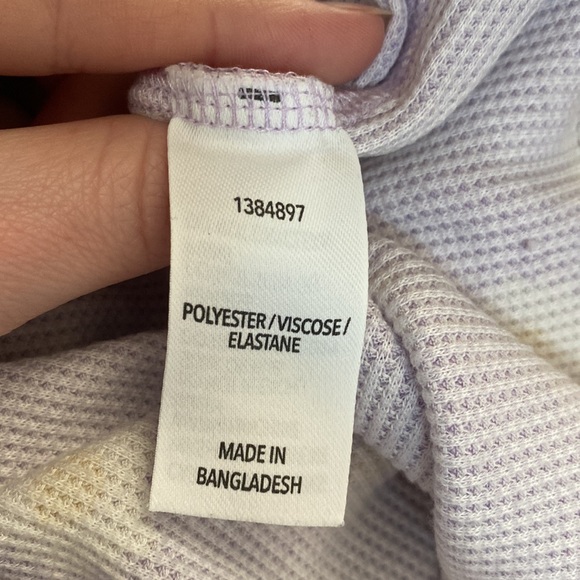 1384897
POLYESTER/VISCOSE/
ELASTANE
MADE IN
BANGLADESH